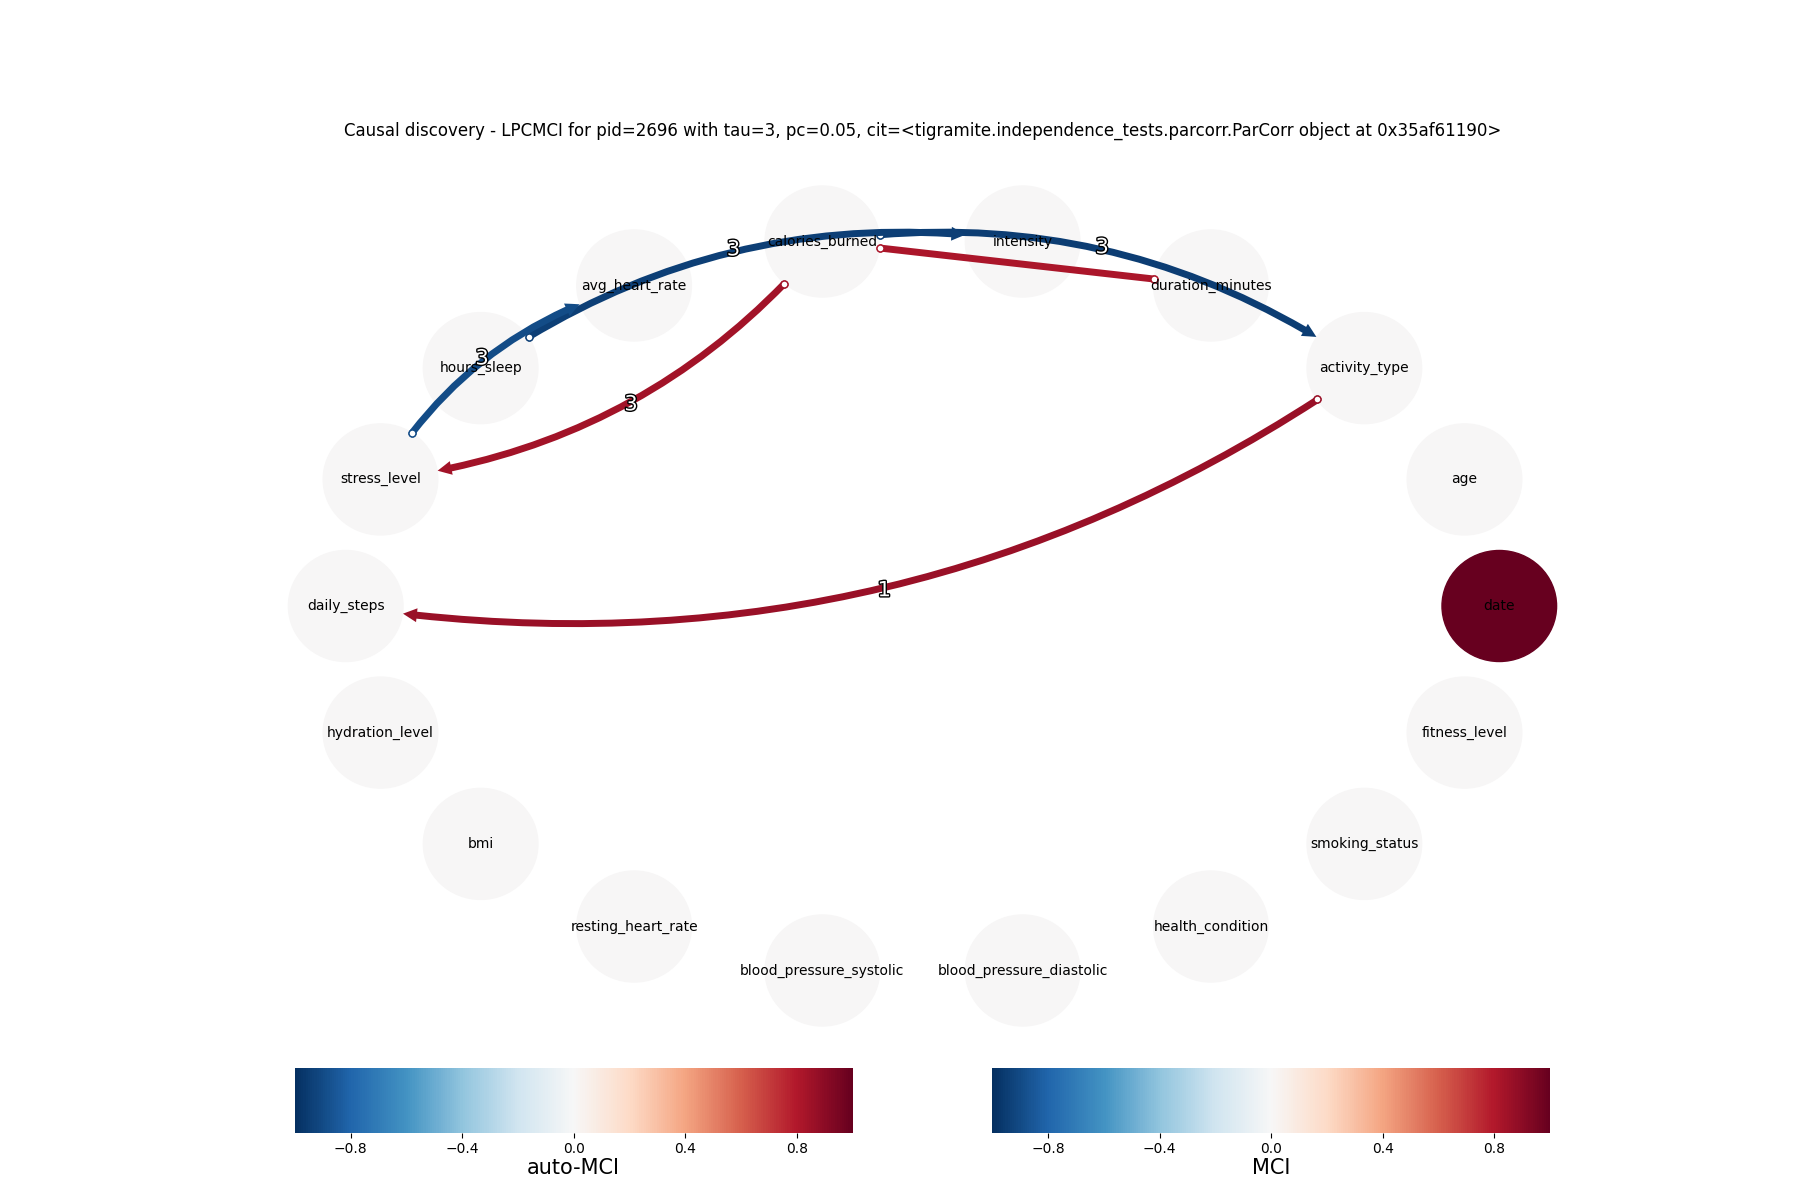 Causal discovery - LPCMCI for pid=2696 with tau=3, pc=0.05, cit=<tigramite.independence_tests.parcorr.ParCorr object at 0x35af61190>
calories_burned
intensity
3
3
avg_heart_rate
duration_minutes
3
hours_sleep
activity_type
3
stress_level
age
1
daily_steps
date
hydration_level
fitness_level
bmi
smoking_status
resting_heart_rate
health_condition
blood_pressure_systolic
blood_pressure_diastolic
−0.8 −0.4 0.0 0.4 0.8
auto-MCI
−0.8 −0.4 0.0 0.4 0.8
MCI